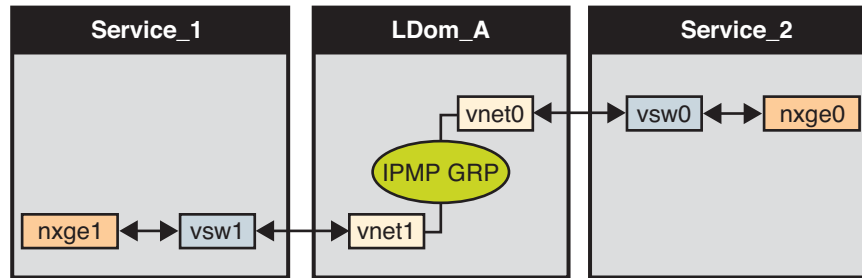 Service_1
LDom_A
Service_2
vnet0
vsw0
nxge0
IPMP GRP
nxge1
vsw1
vnet1